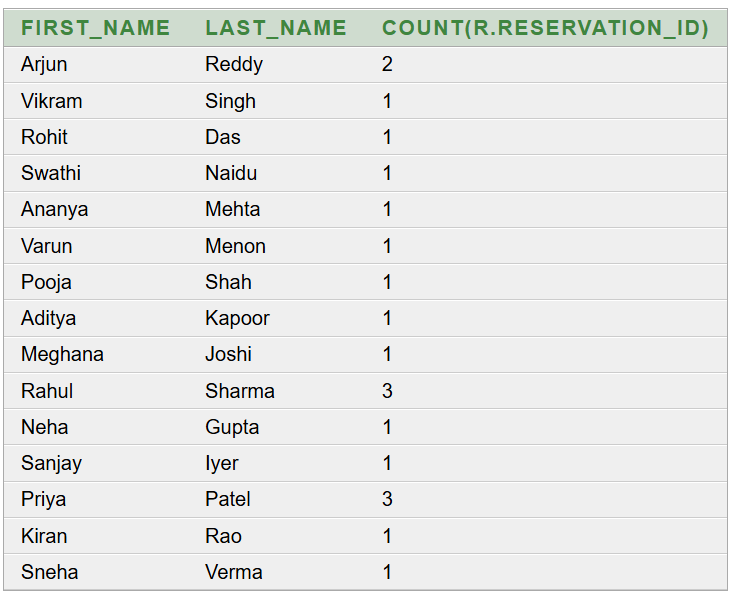 FIRST_NAME LAST_NAME COUNT(R.RESERVATION_ID)
Arjun Reddy 2
Vikram Singh 1
Rohit Das 1
Swathi Naidu 1
Ananya Mehta 1
Varun Menon 1
Pooja Shah 1
Aditya Kapoor 1
Meghana Joshi 1
Rahul Sharma 3
Neha Gupta 1
Sanjay Iyer 1
Priya Patel 3
Kiran Rao 1
Sneha Verma 1